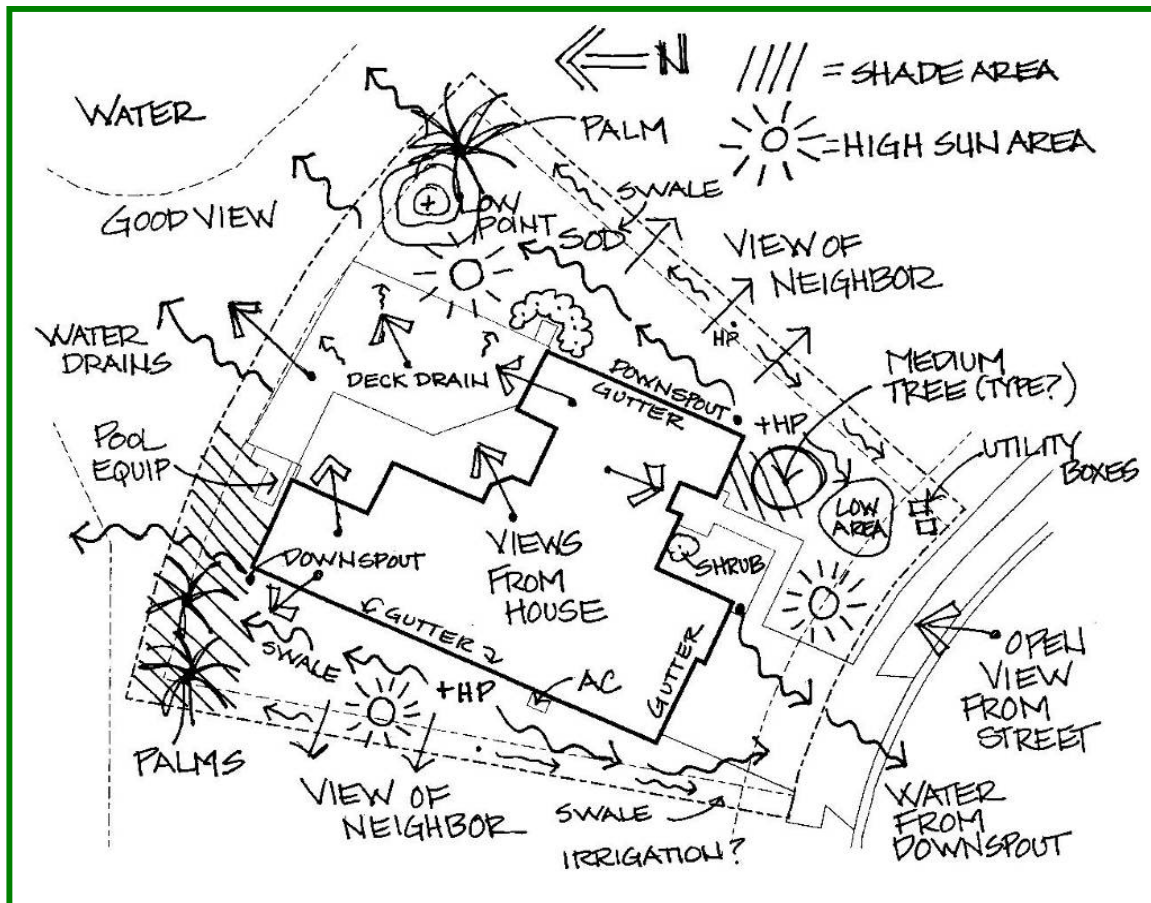 N
= SHADE AREA
= HIGH SUN AREA
WATER
PALM
SWALE
GOOD VIEW
LOW
POINT
SOD
VIEW OF
NEIGHBOR
HP
WATER
DRAINS
DECK DRAIN
DOWNSPOUT
GUTTER
MEDIUM
TREE (TYPE?)
+HP
POOL
EQUIP
UTILITY
BOXES
LOW
AREA
DOWNSPOUT
VIEWS
FROM
HOUSE
SHRUB
GUTTER
SWALE
+HP
AC
GUTTER
OPEN
VIEW
FROM
STREET
PALMS
VIEW OF
NEIGHBOR
SWALE
IRRIGATION?
WATER
FROM
DOWNSPOUT